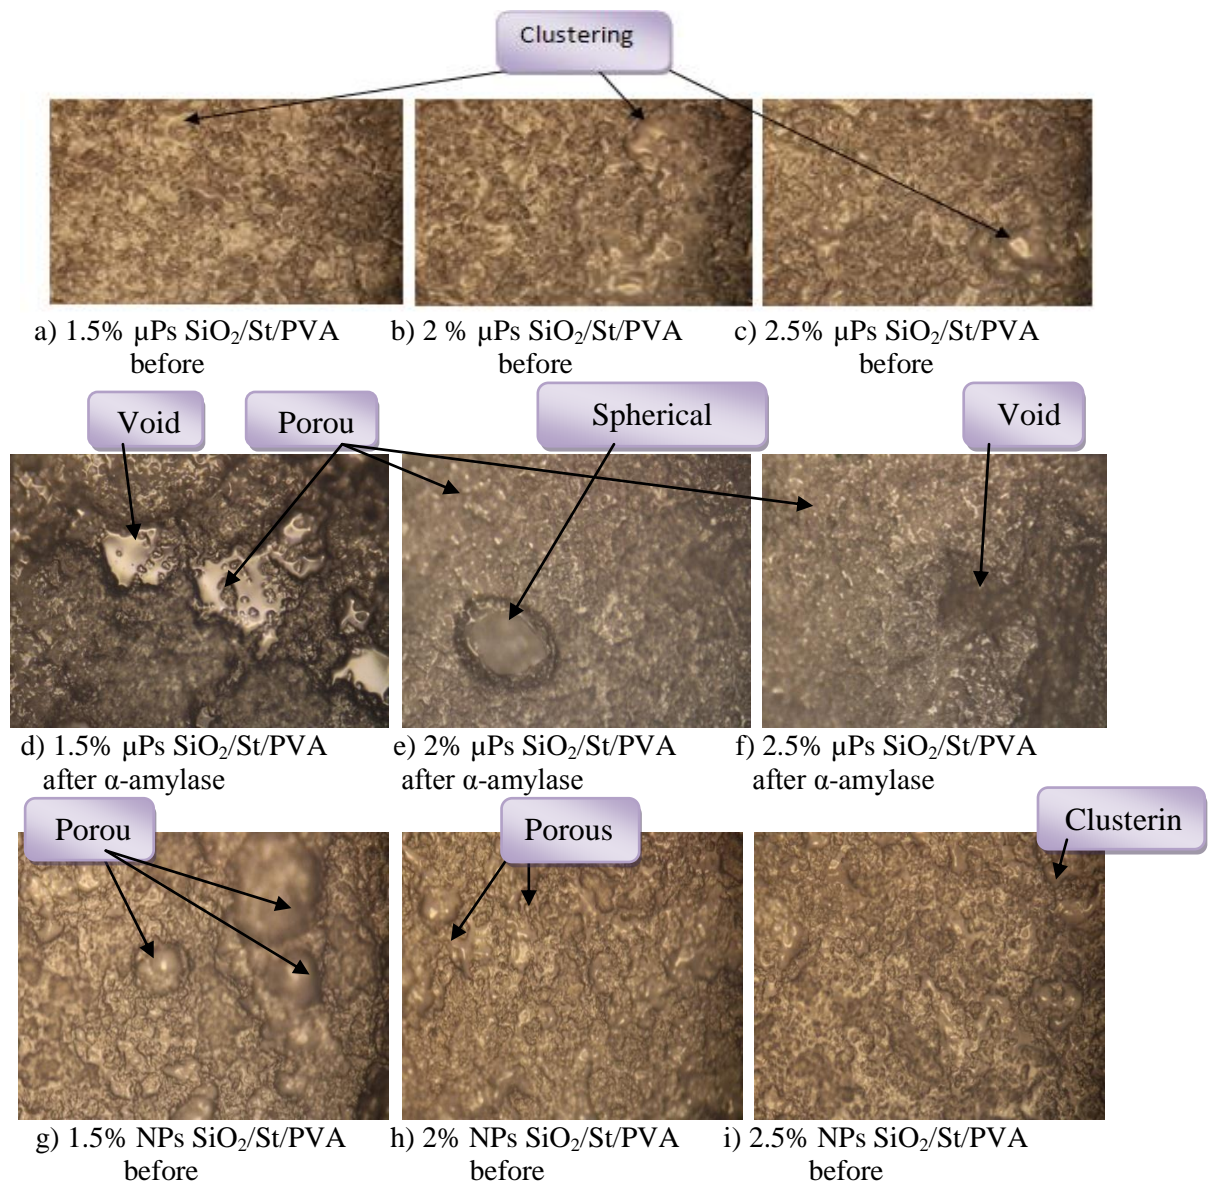 Clustering
a) 1.5% µPs SiO₂/St/PVA
before
b) 2 % µPs SiO₂/St/PVA
before
c) 2.5% µPs SiO₂/St/PVA
before
Void
Porou
Spherical
Void
d) 1.5% µPs SiO₂/St/PVA
after α-amylase
e) 2% µPs SiO₂/St/PVA
after α-amylase
f) 2.5% µPs SiO₂/St/PVA
after α-amylase
Porou
Porous
Clusterin
g) 1.5% NPs SiO₂/St/PVA
before
h) 2% NPs SiO₂/St/PVA
before
i) 2.5% NPs SiO₂/St/PVA
before